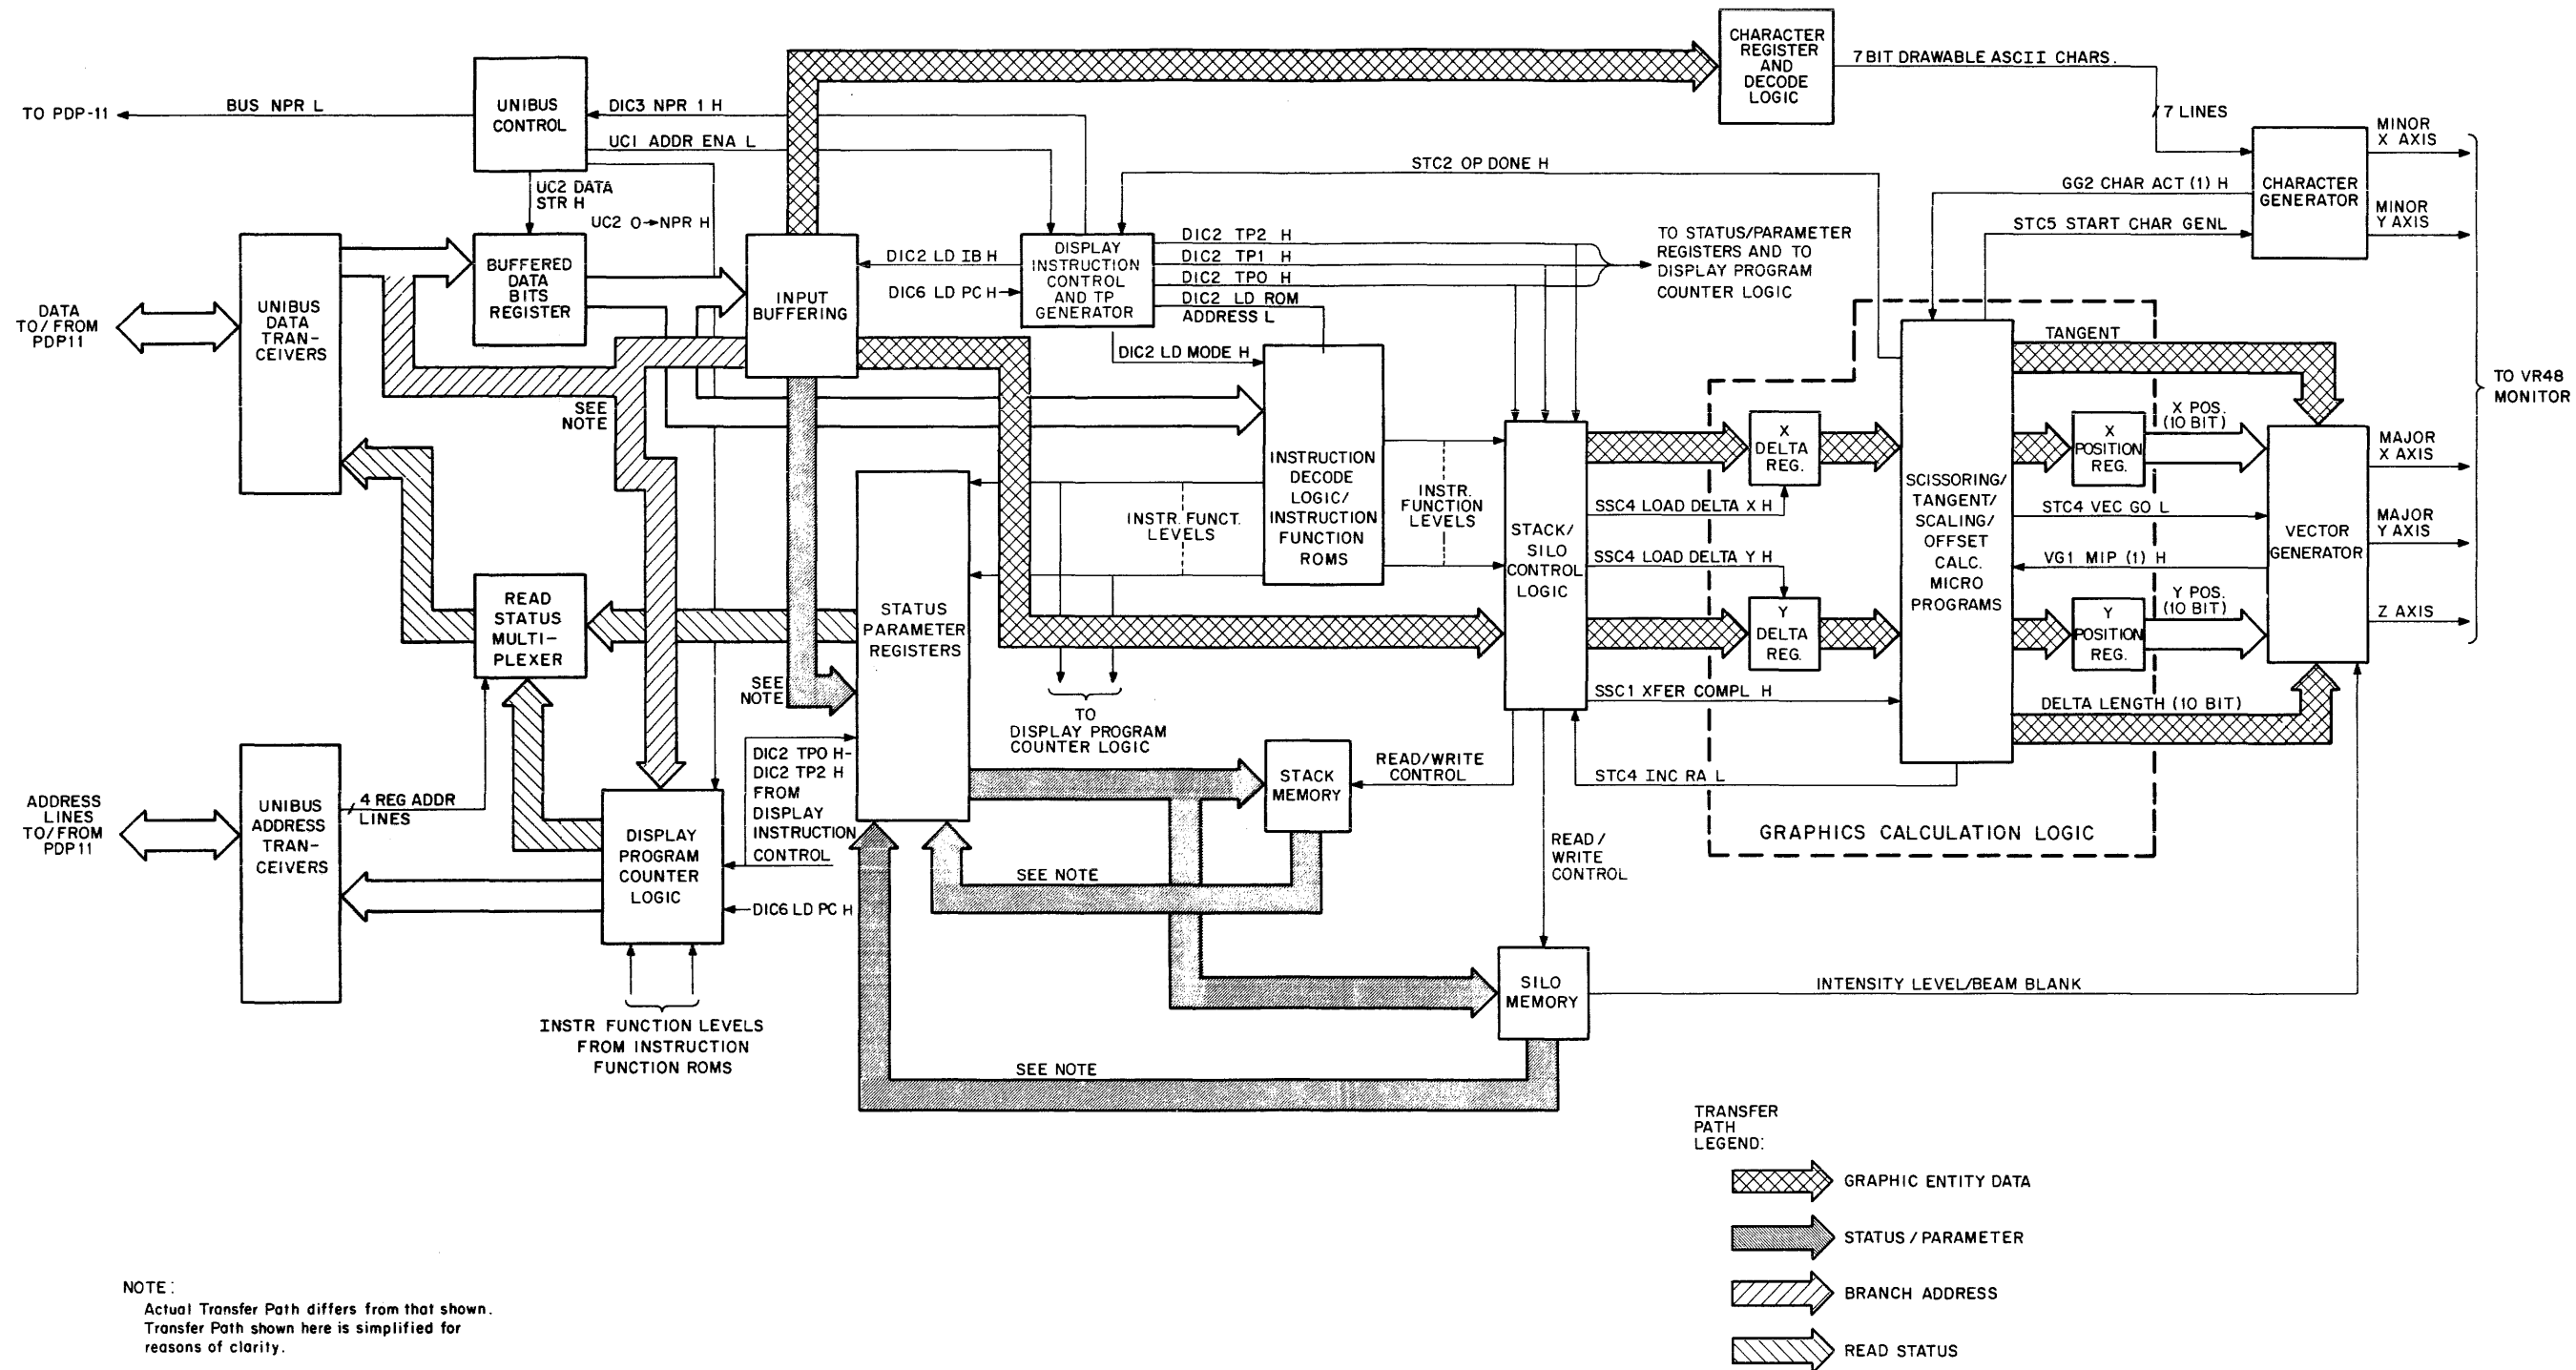 CHARACTER
REGISTER
AND
DECODE
LOGIC
7 BIT DRAWABLE ASCII CHARS.
/ 7 LINES
TO PDP-11
BUS NPR L
UNIBUS
CONTROL
DIC3 NPR 1 H
UC1 ADDR ENA L
UC2 DATA
STR H
UC2 0→NPR H
STC2 OP DONE H
MINOR
X AXIS
CHARACTER
GENERATOR
MINOR
Y AXIS
GG2 CHAR ACT (1) H
STC5 START CHAR GENL
DATA
TO/FROM
PDP11
UNIBUS
DATA
TRAN-
CEIVERS
BUFFERED
DATA
BITS
REGISTER
INPUT
BUFFERING
DIC2 LD IB H
DIC6 LD PC H
DISPLAY
INSTRUCTION
CONTROL
AND TP
GENERATOR
DIC2 TP2 H
DIC2 TP1 H
DIC2 TP0 H
DIC2 LD ROM
ADDRESS L
DIC2 LD MODE H
TO STATUS/PARAMETER
REGISTERS AND TO
DISPLAY PROGRAM
COUNTER LOGIC
SEE
NOTE
INSTRUCTION
DECODE
LOGIC/
INSTRUCTION
FUNCTION
ROMS
INSTR. FUNCT.
LEVELS
INSTR.
FUNCTION
LEVELS
STACK/
SILO
CONTROL
LOGIC
X
DELTA
REG.
SSC4 LOAD DELTA X H
SSC4 LOAD DELTA Y H
Y
DELTA
REG.
SSC1 XFER COMPL H
STC4 INC RA L
SCISSORING/
TANGENT/
SCALING/
OFFSET
CALC.
MICRO
PROGRAMS
TANGENT
X
POSITION
REG.
X POS.
(10 BIT)
STC4 VEC GO L
VG1 MIP (1) H
Y
POSITION
REG.
Y POS.
(10 BIT)
DELTA LENGTH (10 BIT)
VECTOR
GENERATOR
MAJOR
X AXIS
MAJOR
Y AXIS
Z AXIS
TO VR48
MONITOR
GRAPHICS CALCULATION LOGIC
READ
STATUS
MULTI-
PLEXER
STATUS
PARAMETER
REGISTERS
SEE
NOTE
TO
DISPLAY PROGRAM
COUNTER LOGIC
ADDRESS
LINES
TO/FROM
PDP11
UNIBUS
ADDRESS
TRAN-
CEIVERS
4 REG ADDR
LINES
DISPLAY
PROGRAM
COUNTER
LOGIC
DIC2 TP0 H-
DIC2 TP2 H
FROM
DISPLAY
INSTRUCTION
CONTROL
DIC6 LD PC H
INSTR FUNCTION LEVELS
FROM INSTRUCTION
FUNCTION ROMS
STACK
MEMORY
READ/WRITE
CONTROL
SEE NOTE
READ/
WRITE
CONTROL
SILO
MEMORY
INTENSITY LEVEL/BEAM BLANK
SEE NOTE
TRANSFER
PATH
LEGEND:
GRAPHIC ENTITY DATA
STATUS / PARAMETER
BRANCH ADDRESS
READ STATUS
NOTE:
Actual Transfer Path differs from that shown.
Transfer Path shown here is simplified for
reasons of clarity.